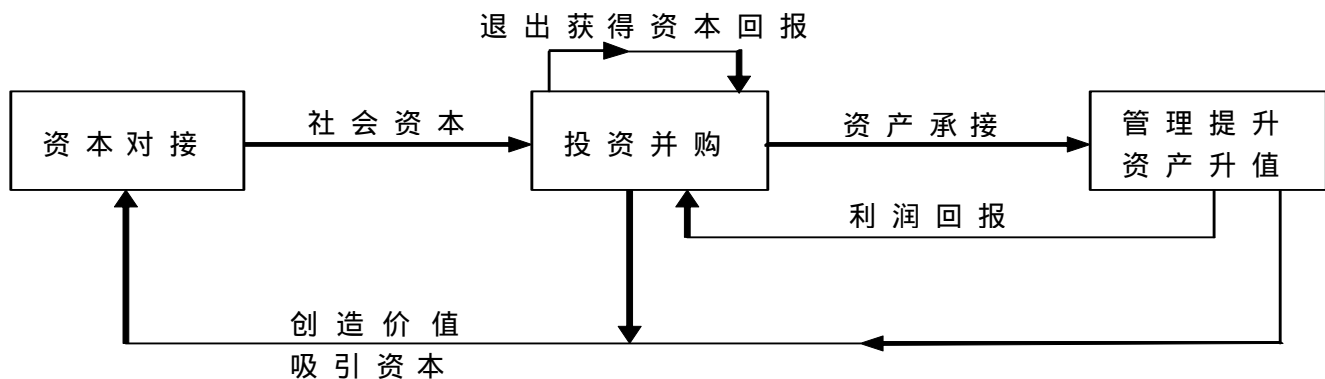 退出获得资本回报
资本对接
社会资本
投资并购
资产承接
管理提升
资产升值
利润回报
创造价值
吸引资本